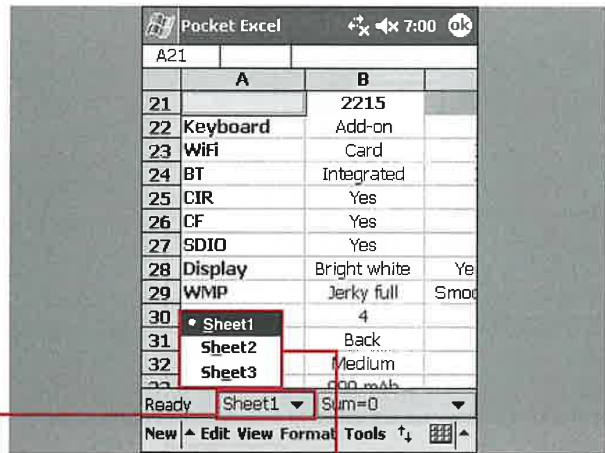 Pocket Excel 7:00 ok
A21
A B
21 2215
22 Keyboard Add-on
23 WiFi Card
24 BT Integrated
25 CIR Yes
26 CF Yes
27 SDIO Yes
28 Display Bright white Ye
29 WMP Jerky full Smoo
30 4
31 Back
32 Medium
Sheet1
Sheet2
Sheet3
mAh
Ready Sheet1 Sum=0
New Edit View Format Tools